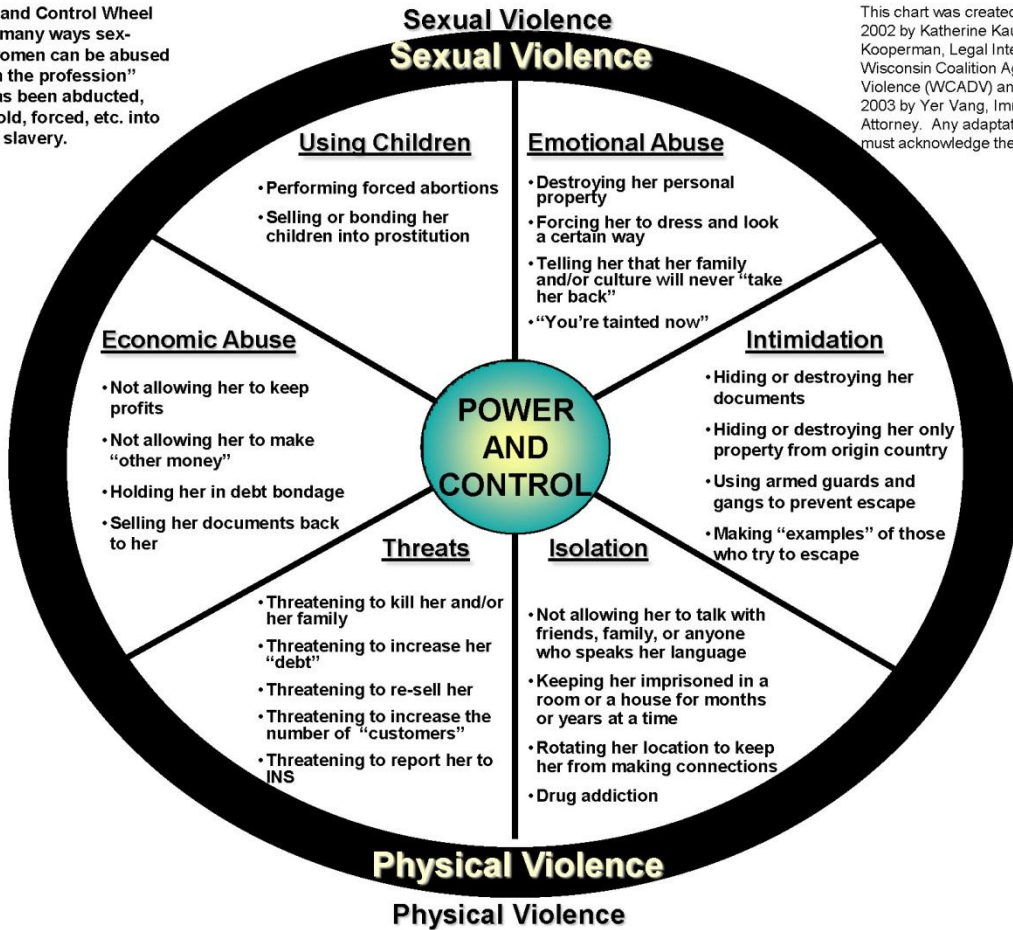 and Control Wheel
many ways sex-
women can be abused
the profession"
been abducted,
old, forced, etc. into
slavery.
Sexual Violence
Sexual Violence
This chart was created
2002 by Katherine
Kooperman, Legal
Wisconsin Coalition
Violence (WCADV) and
2003 by Yer Vang,
Attorney. Any
must acknowledge
Using Children
• Performing forced abortions
• Selling or bonding her
children into prostitution
Emotional Abuse
• Destroying her personal
property
• Forcing her to dress and look
a certain way
• Telling her that her family
and/or culture will never “take
her back”
• “You’re tainted now”
Economic Abuse
• Not allowing her to keep
profits
• Not allowing her to make
“other money”
• Holding her in debt bondage
• Selling her documents back
to her
Intimidation
• Hiding or destroying her
documents
• Hiding or destroying her only
property from origin country
• Using armed guards and
gangs to prevent escape
• Making “examples” of those
who try to escape
POWER
AND
CONTROL
Threats
• Threatening to kill her and/or
her family
• Threatening to increase her
“debt”
• Threatening to re-sell her
• Threatening to increase the
number of “customers”
• Threatening to report her to
INS
Isolation
• Not allowing her to talk with
friends, family, or anyone
who speaks her language
• Keeping her imprisoned in a
room or a house for months
or years at a time
• Rotating her location to keep
her from making connections
• Drug addiction
Physical Violence
Physical Violence